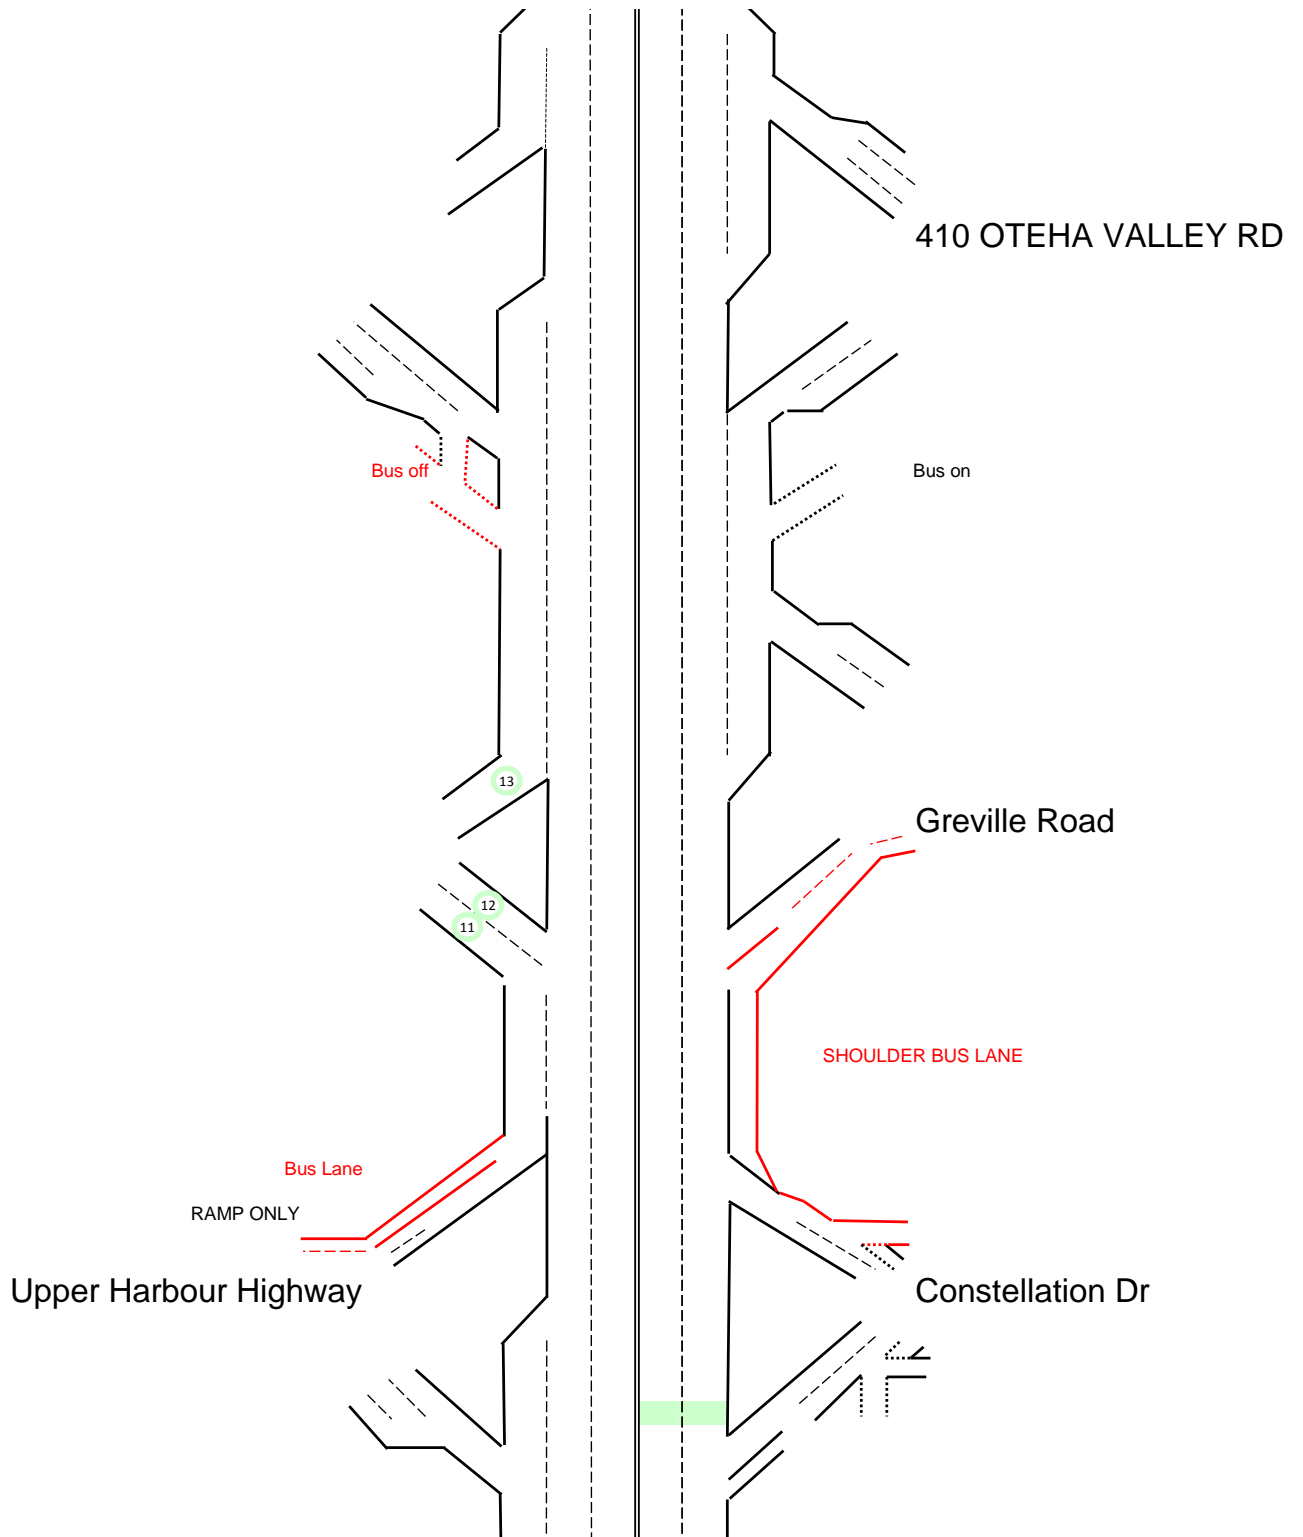 410 OTEHA VALLEY RD
Bus off
Bus on
13
Greville Road
12
11
SHOULDER BUS LANE
Bus Lane
RAMP ONLY
Upper Harbour Highway
Constellation Dr